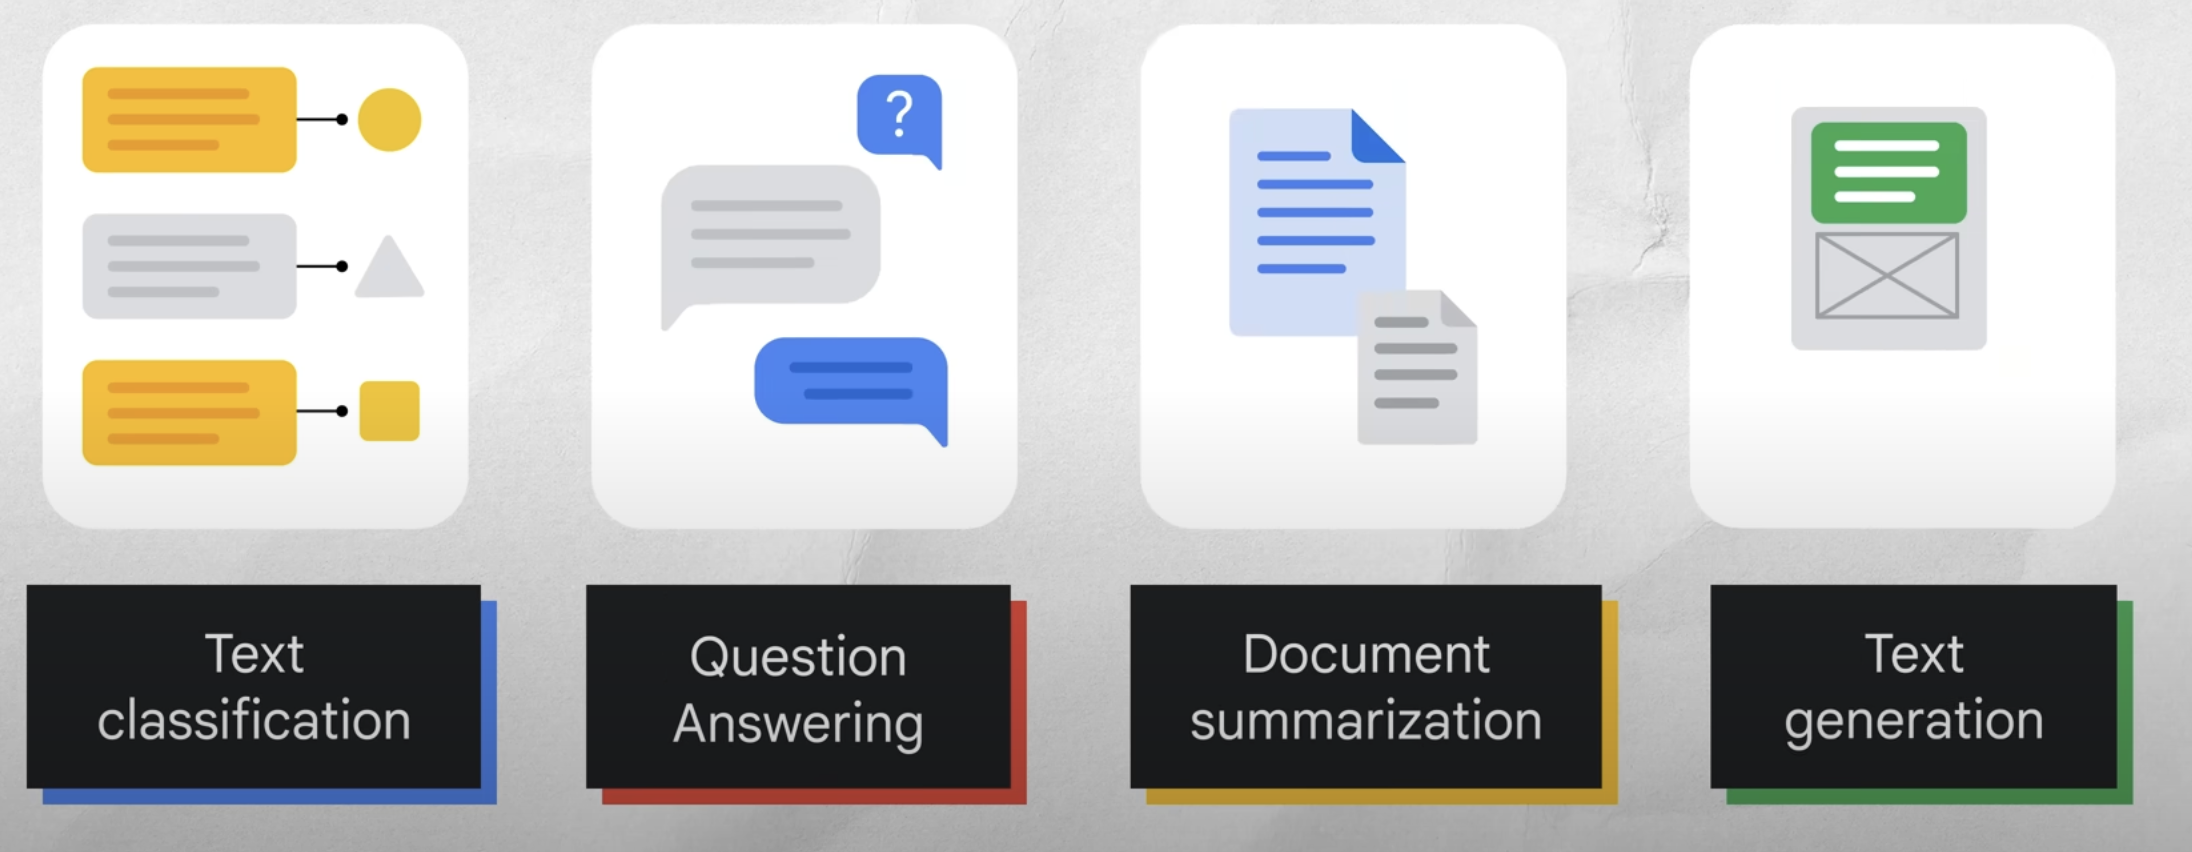 ?
Text
classification
Question
Answering
Document
summarization
Text
generation